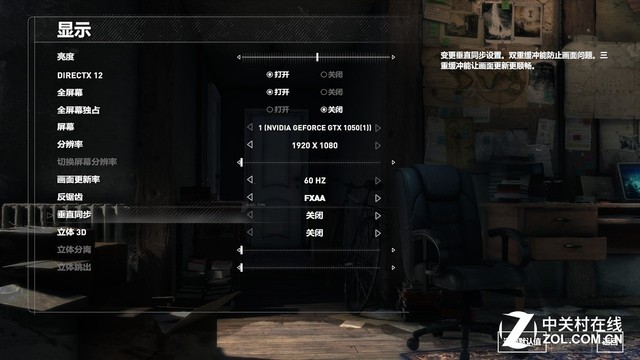 显示
亮度
变更垂直同步设置。双重缓冲能防止画面问题。三
重缓冲能让画面更新更顺畅。
DIRECTX 12 打开 关闭
全屏幕 打开 关闭
全屏幕独占 打开 关闭
屏幕 1 (NVIDIA GEFORCE GTX 1050(1))
分辨率 1920 X 1080
切换屏幕分辨率
画面更新率 60 HZ
反锯齿 FXAA
垂直同步 关闭
立体 3D 关闭
立体分离
立体跳出
中关村在线
ZOL.COM.CN
默认值